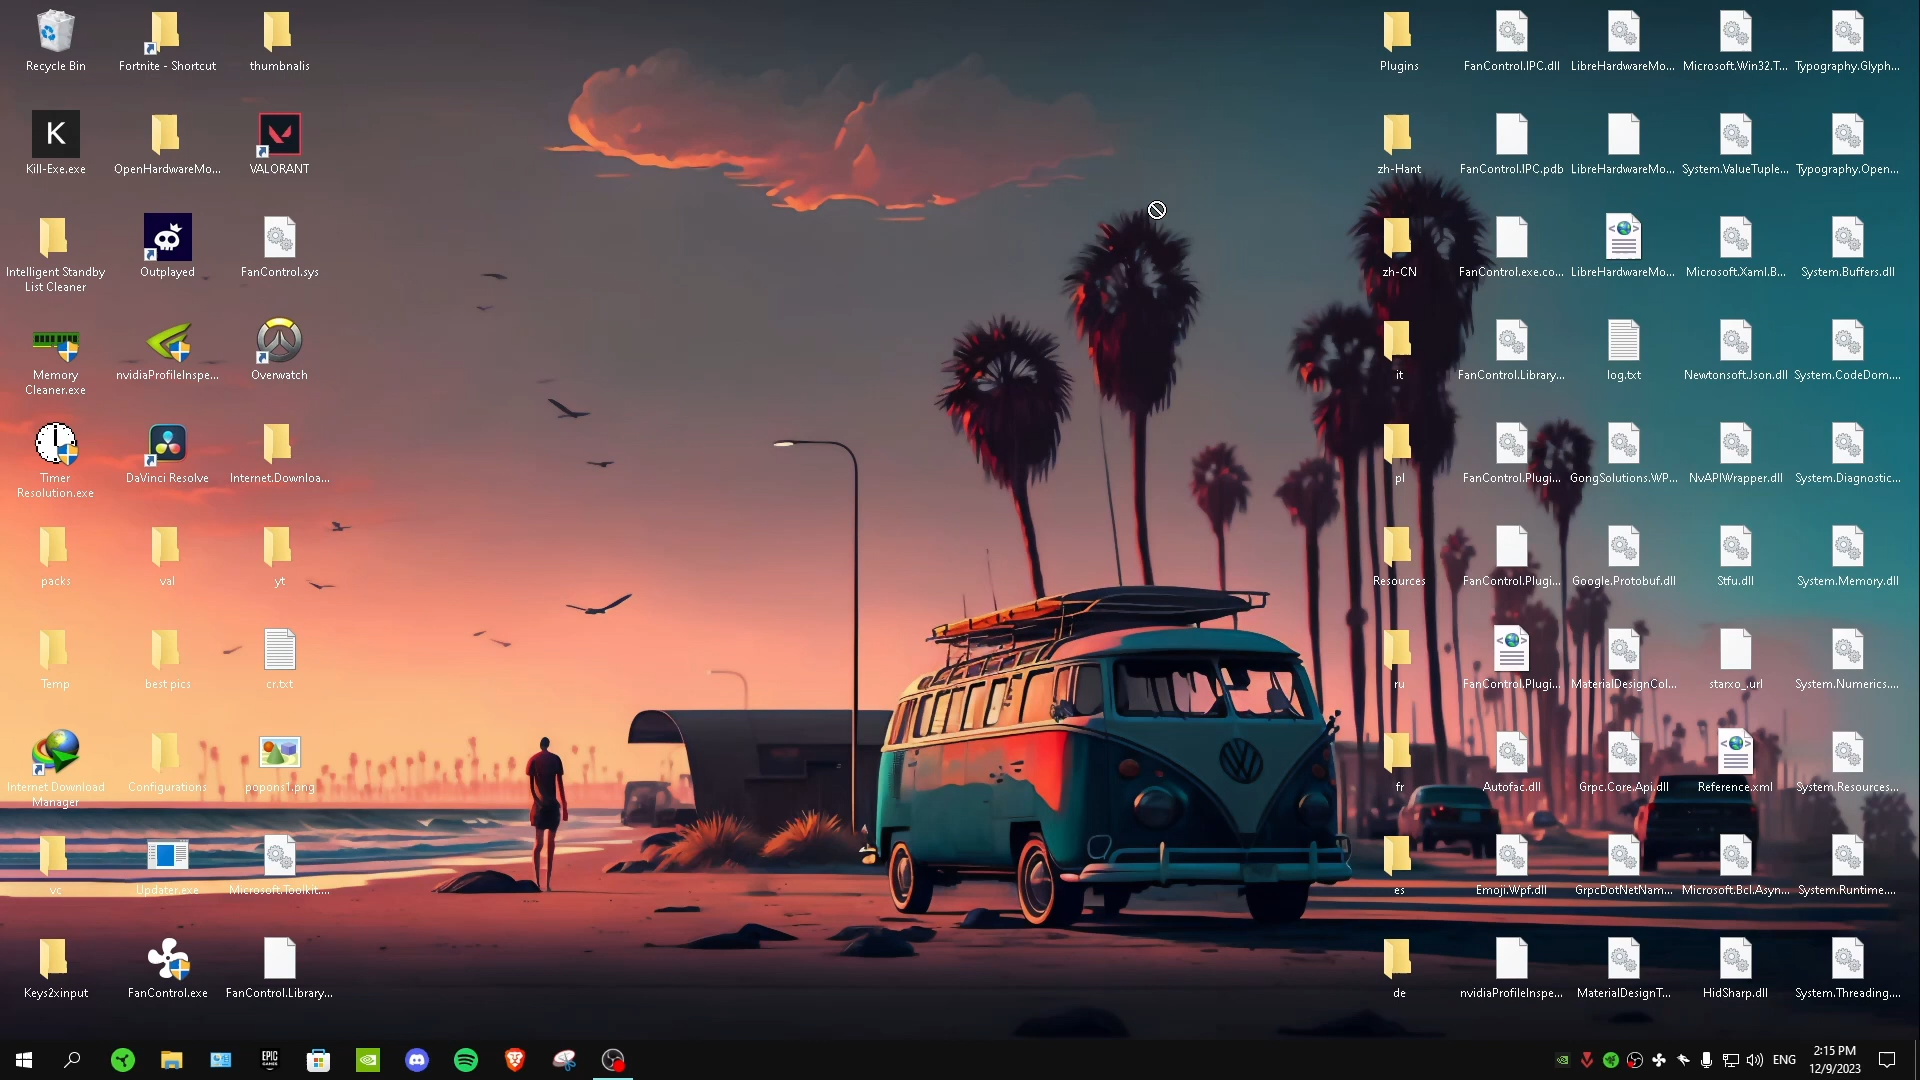 Recycle Bin
Fortnite - Shortcut
thumbnalis
Plugins
FanControl.IPC.dll
LibreHardwareMo...
Microsoft.Win32.T...
Typography.Glyph...
K
Kill-Exe.exe
OpenHardwareMo...
VALORANT
zh-Hant
FanControl.IPC.pdb
LibreHardwareMo...
System.ValueTuple...
Typography.Open...
Intelligent Standby
List Cleaner
Outplayed
FanControl.sys
zh-CN
FanControl.exe.co...
LibreHardwareMo...
Microsoft.Xaml.B...
System.Buffers.dll
Memory
Cleaner.exe
nvidiaProfileInspe...
Overwatch
it
FanControl.Library...
log.txt
Newtonsoft.Json.dll
System.CodeDom....
Timer
Resolution.exe
DaVinci Resolve
Internet.Downloa...
pl
FanControl.Plugi...
GongSolutions.WP...
NvAPIWrapper.dll
System.Diagnostic...
packs
val
yt
Resources
FanControl.Plugi...
Google.Protobuf.dll
Stfu.dll
System.Memory.dll
Temp
best pics
cr.txt
ru
FanControl.Plugi...
MaterialDesignCol...
starxo_.url
System.Numerics....
Internet Download
Manager
Configurations
popons1.png
fr
Autofac.dll
Grpc.Core.Api.dll
Reference.xml
System.Resources...
vc
Updater.exe
Microsoft.Toolkit....
es
Emoji.Wpf.dll
GrpcDotNetNam...
Microsoft.Bcl.Asyn...
System.Runtime....
Keys2xinput
FanControl.exe
FanControl.Library...
de
nvidiaProfileInspe...
MaterialDesignT...
HidSharp.dll
System.Threading....
EPIC
GAMES
ENG
2:15 PM
12/9/2023